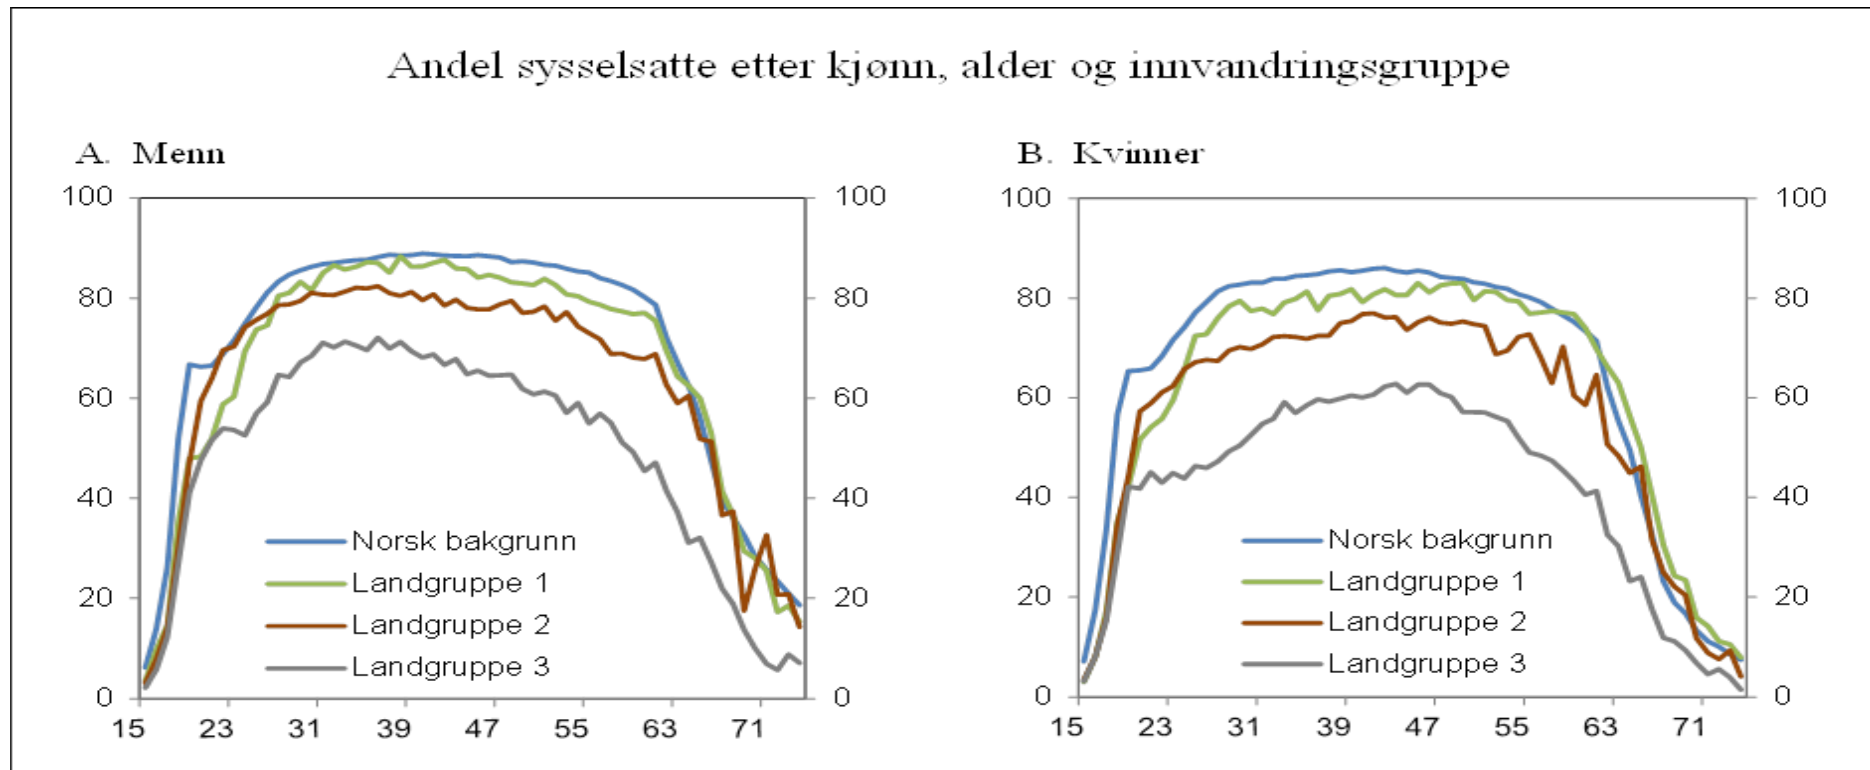 Andel sysselsatte etter kjønn, alder og innvandringsgruppe
A. Menn
100
80
60
40
20
0
100
80
60
40
20
0
Norsk bakgrunn
Landgruppe 1
Landgruppe 2
Landgruppe 3
15 23 31 39 47 55 63 71
B. Kvinner
100
80
60
40
20
0
100
80
60
40
20
0
Norsk bakgrunn
Landgruppe 1
Landgruppe 2
Landgruppe 3
15 23 31 39 47 55 63 71